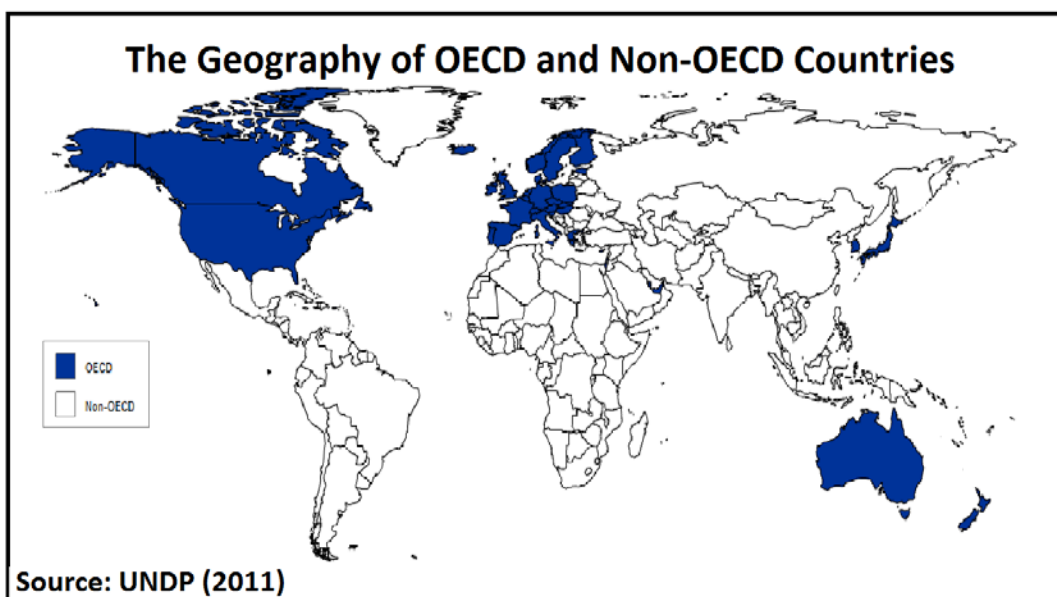 The Geography of OECD and Non-OECD Countries
OECD
Non-OECD
Source: UNDP (2011)